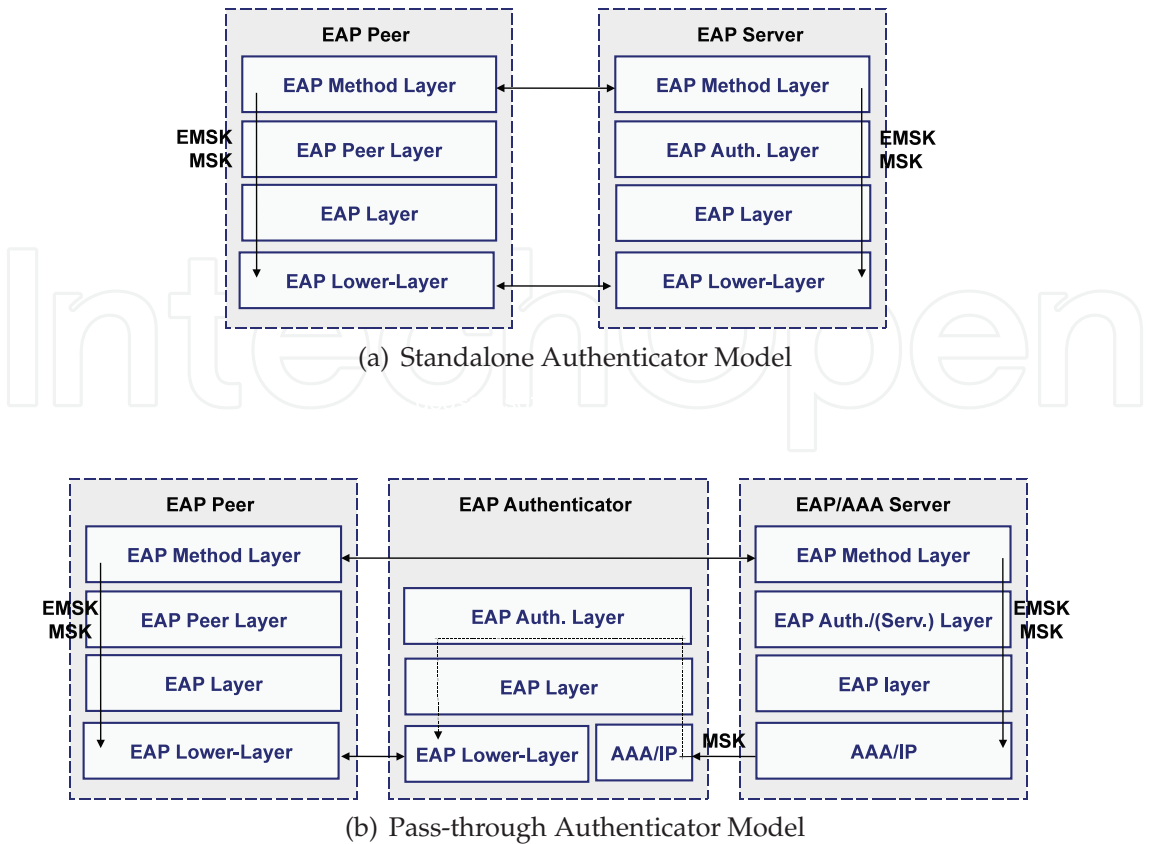 EAP Peer
EAP Server
EAP Method Layer
EAP Method Layer
EMSK
MSK
EMSK
MSK
EAP Peer Layer
EAP Auth. Layer
EAP Layer
EAP Layer
EAP Lower-Layer
EAP Lower-Layer
IntechOpen
(a) Standalone Authenticator Model
EAP Peer
EAP Authenticator
EAP/AAA Server
EAP Method Layer
EAP Method Layer
EMSK
MSK
EMSK
MSK
EAP Peer Layer
EAP Auth. Layer
EAP Auth./(Serv.) Layer
EAP Layer
EAP Layer
EAP layer
EAP Lower-Layer
EAP Lower-Layer
AAA/IP
MSK
AAA/IP
(b) Pass-through Authenticator Model